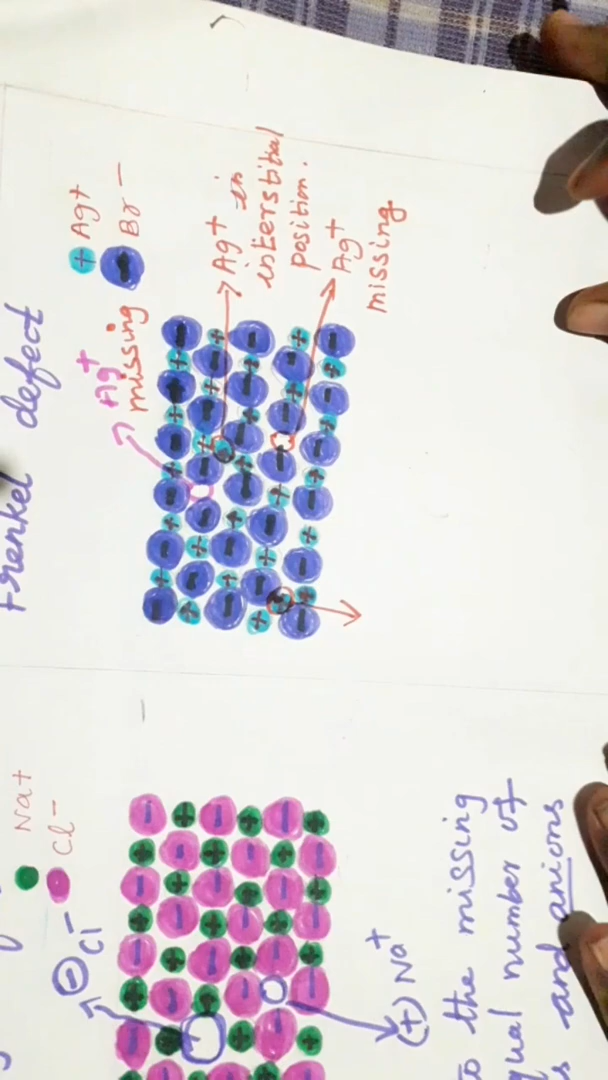 Frenkel defect
+ Ag+
Br -
Ag+
missing
Ag+ in
interstitial
position.
Ag+
missing
Na+
Cl -
Cl -
(+) Na+
the missing
number of
and anions